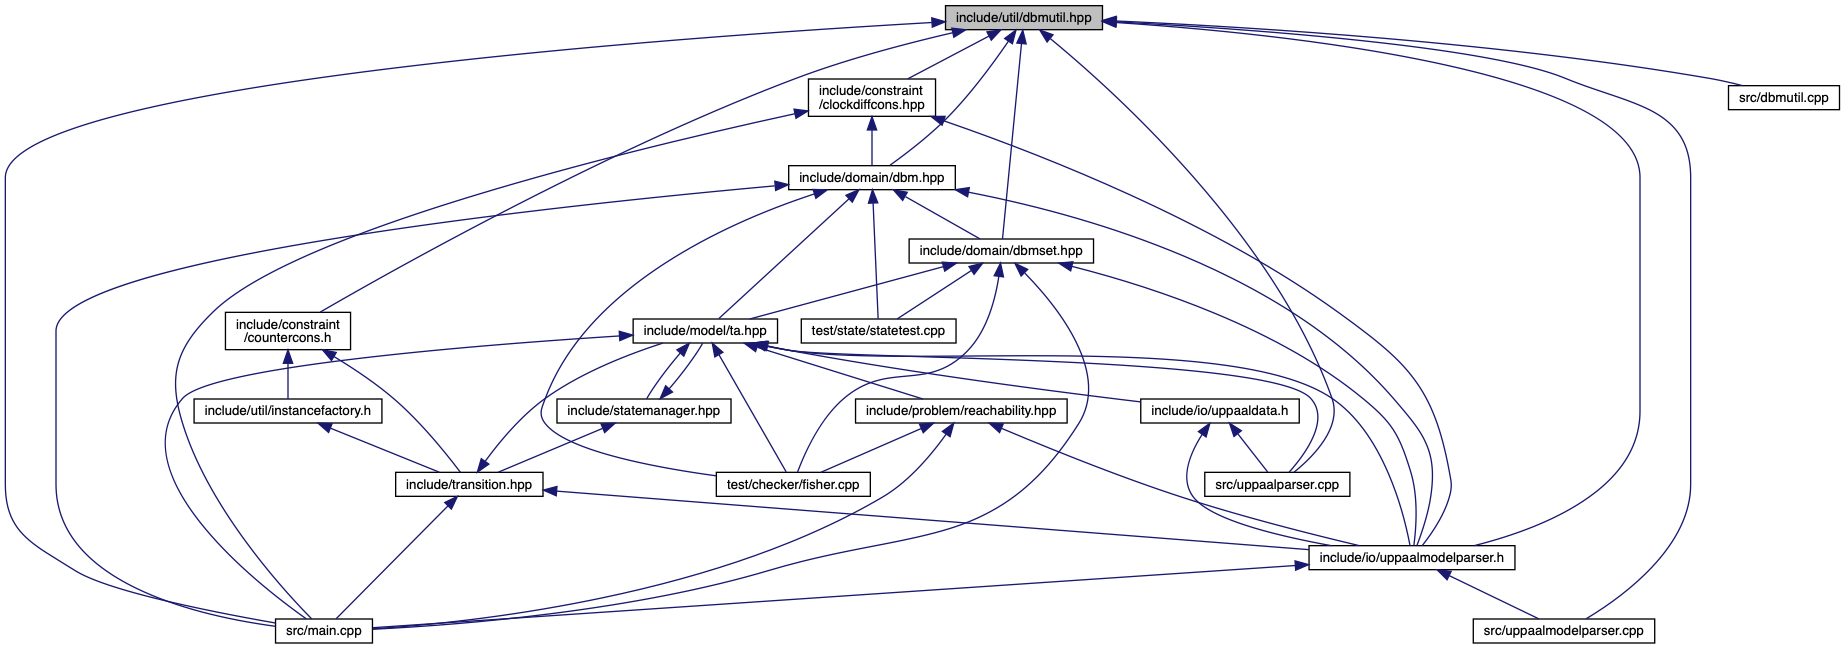 include/util/dbmutil.hpp
include/constraint
/clockdiffcons.hpp
src/dbmutil.cpp
include/domain/dbm.hpp
include/domain/dbmset.hpp
include/constraint
/countercons.h
include/model/ta.hpp
test/state/statetest.cpp
include/util/instancefactory.h
include/statemanager.hpp
include/problem/reachability.hpp
include/io/uppaaldata.h
include/transition.hpp
test/checker/fisher.cpp
src/uppaalparser.cpp
include/io/uppaalmodelparser.h
src/main.cpp
src/uppaalmodelparser.cpp